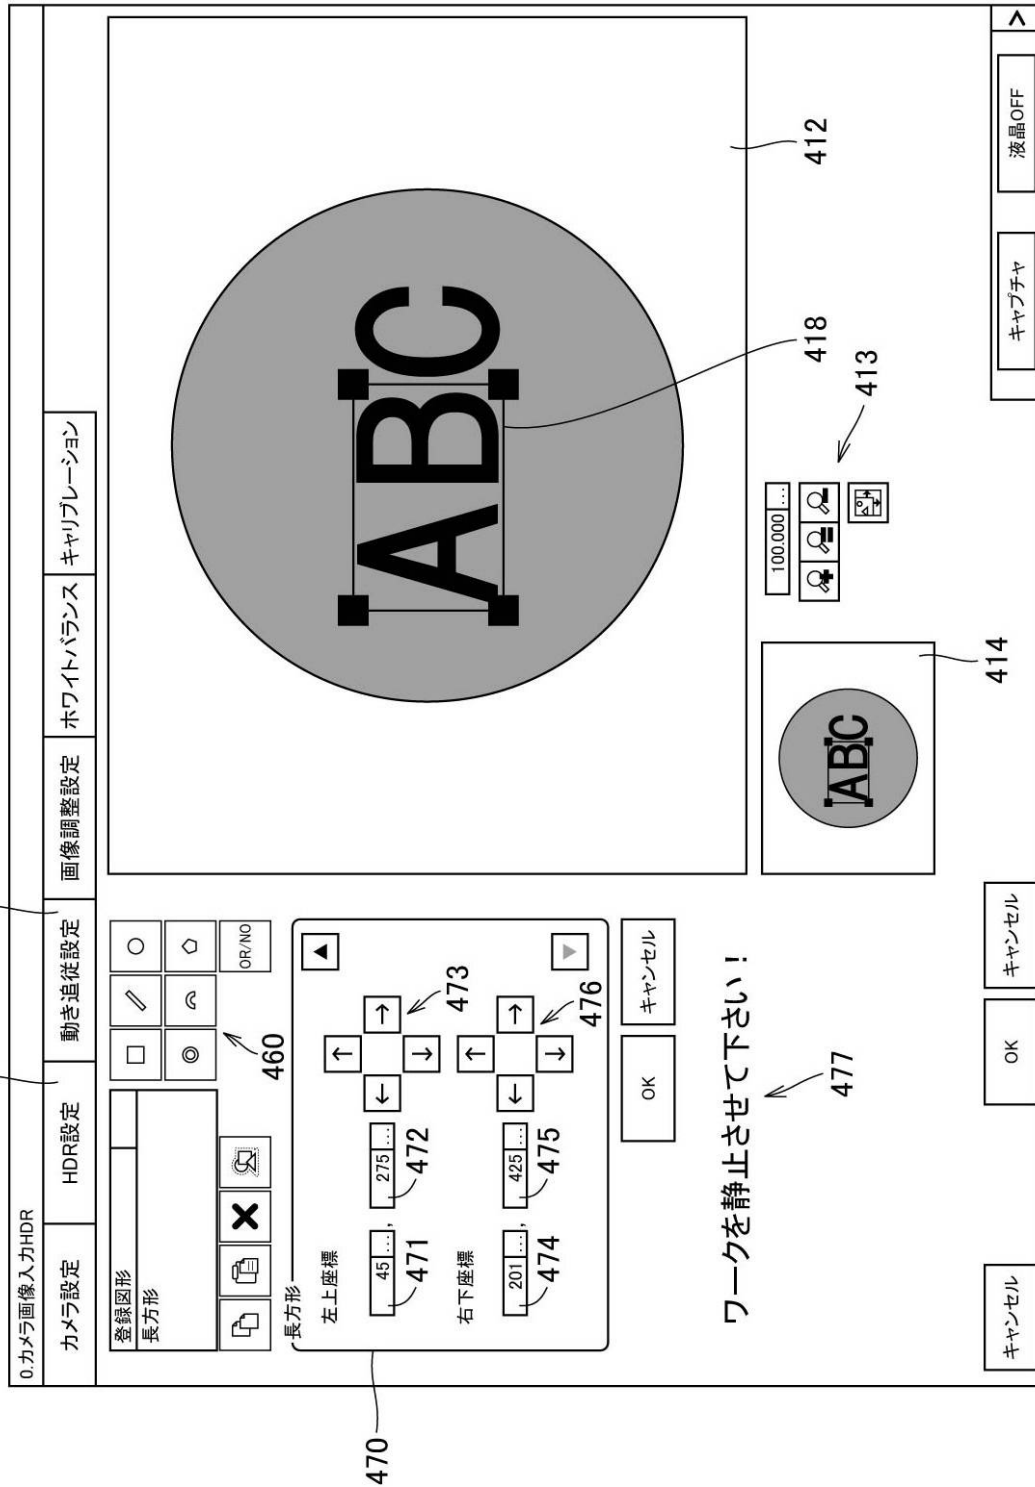 0.カメラ画像入力HDR
カメラ設定 HDR設定 動き追従設定 画像調整設定 ホワイトバランス キャリブレーション
登録図形
長方形
OR/NO
460
長方形
左上座標
45 ... , 275 ...
471 472 473
右下座標
201 ... , 425 ...
474 475 476
470
OK キャンセル
ワークを静止させて下さい！
477
ABC
412
418
ABC
414
100.000 ...
413
キャンセル OK キャンセル キャプチャ 液晶OFF